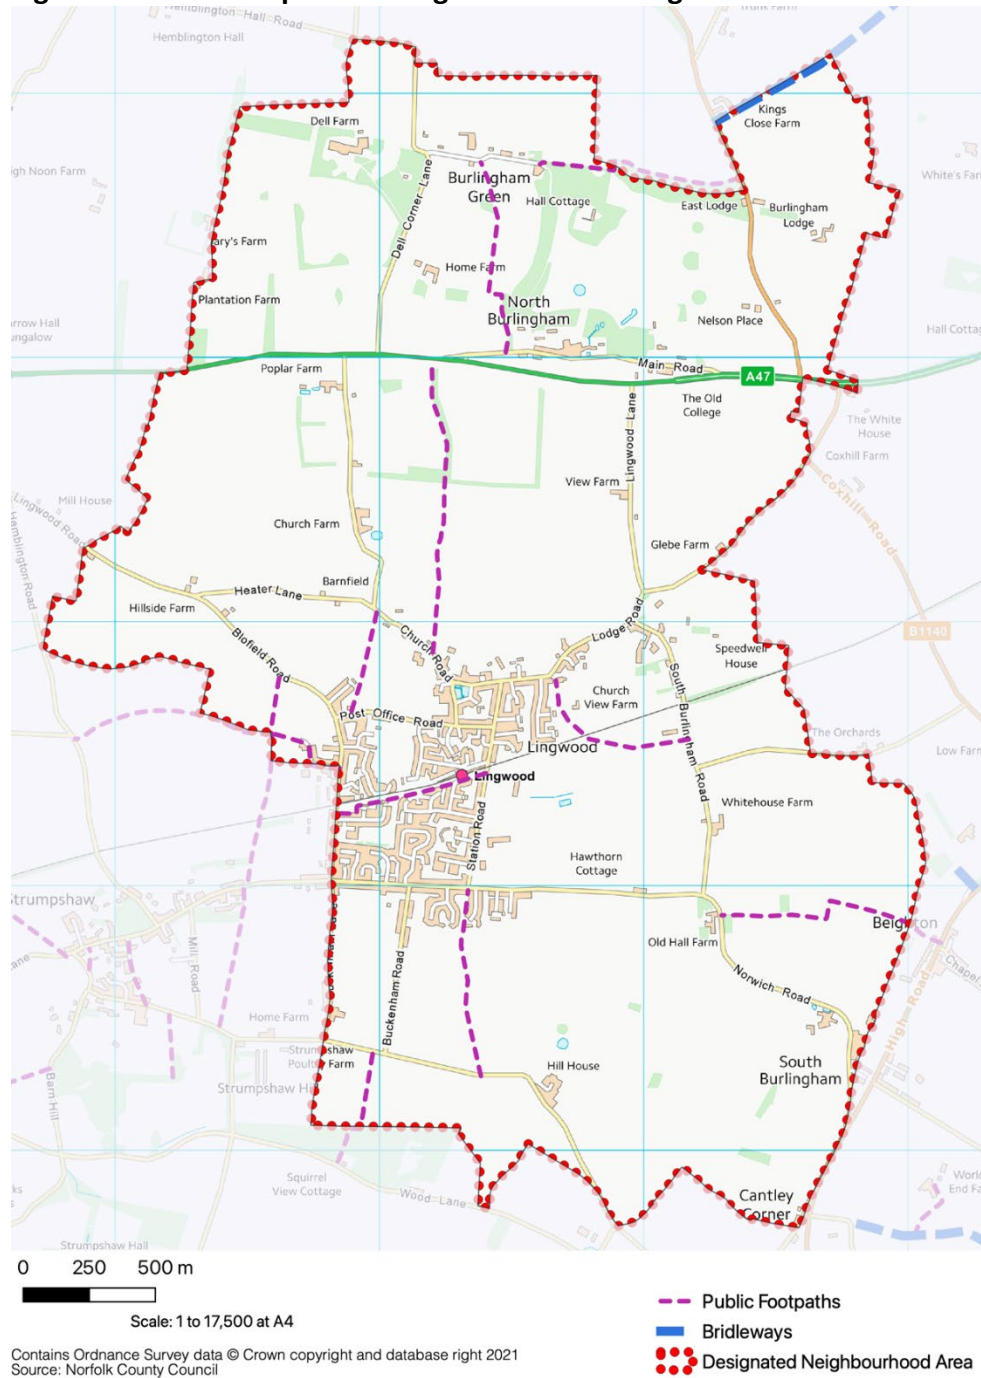 Hemblington Hall Road
Hemblington Hall
Kings
Close Farm
Dell Farm
White's Farm
Burlingham
Green
Hall Cottage
East Lodge
Burlingham
Lodge
Dell Corner Lane
Home Farm
Plantation Farm
North
Burlingham
Nelson Place
Poplar Farm
Main Road
A47
The Old
College
Lingwood Lane
The White
House
Coxhill Farm
Coxhill Road
View Farm
Mill House
Lingwood Road
Hemblington Road
Church Farm
Glebe Farm
Barnfield
Heater Lane
Hillside Farm
Blofield Road
Church Road
Lodge Road
B1140
Speedwell
House
South Burlingham Road
Church
View Farm
Post Office Road
Lingwood
The Orchards
Low Farm
Lingwood
Whitehouse Farm
Station Road
Hawthorn
Cottage
Strumpshaw
Mill Road
Beighton
Old Hall Farm
Buckenham Road
Norwich Road
High Road
Home Farm
Strumpshaw
Poultry Farm
Strumpshaw Hill
Barn Hill
Hill House
South
Burlingham
Squirrel
View Cottage
Wood Lane
Cantley
Corner
Strumpshaw Hall
0 250 500 m
Scale: 1 to 17,500 at A4
Public Footpaths
Bridleways
Designated Neighbourhood Area
Contains Ordnance Survey data © Crown copyright and database right 2021
Source: Norfolk County Council